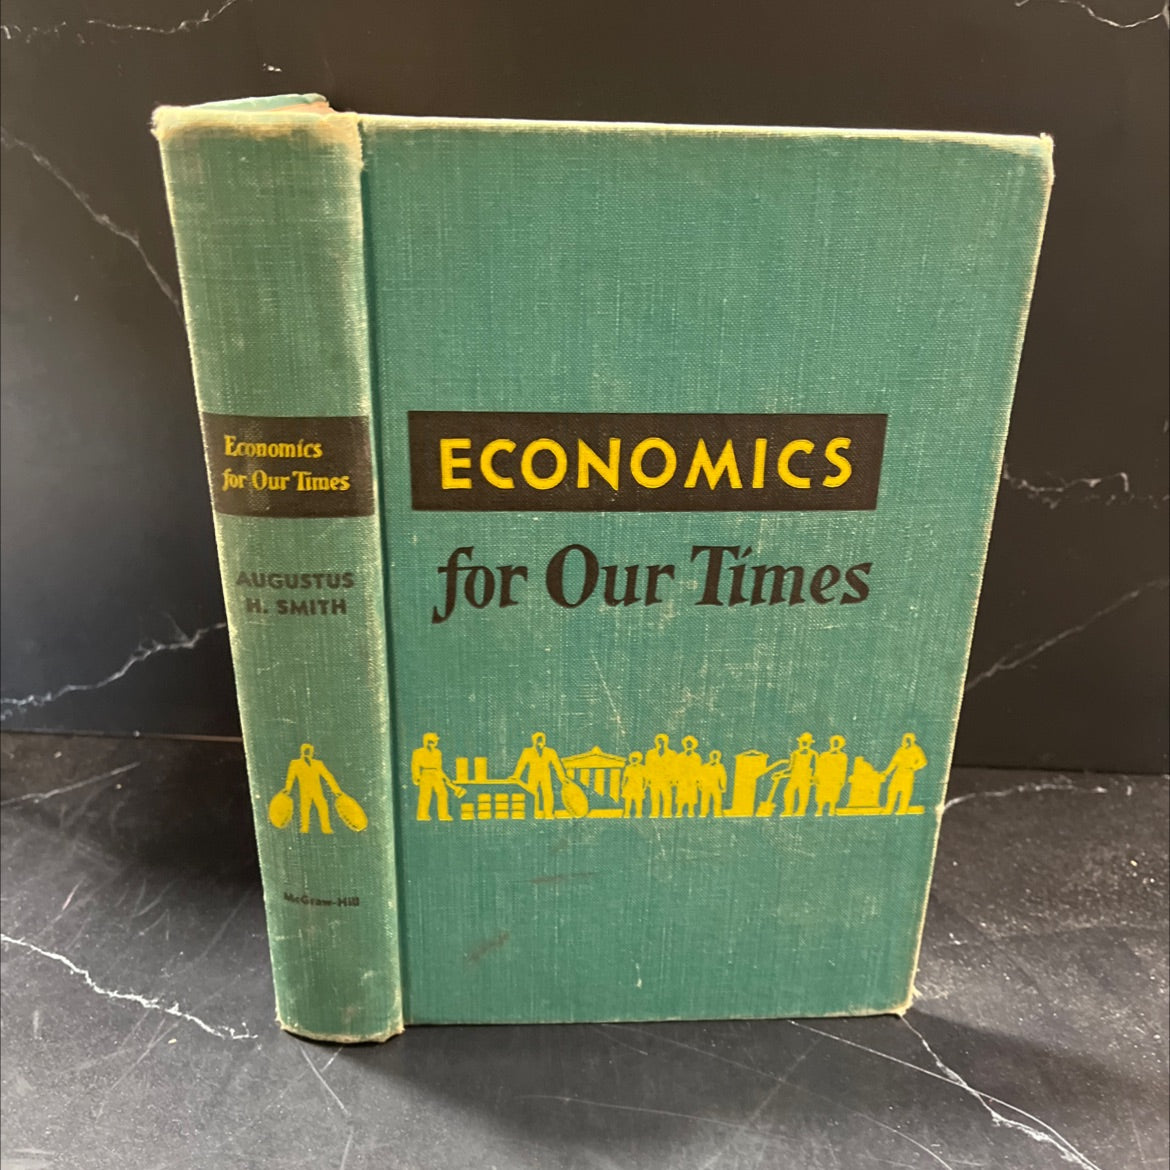 Economics
for Our Times
AUGUSTUS
H. SMITH
McGraw-Hill
ECONOMICS
for Our Times